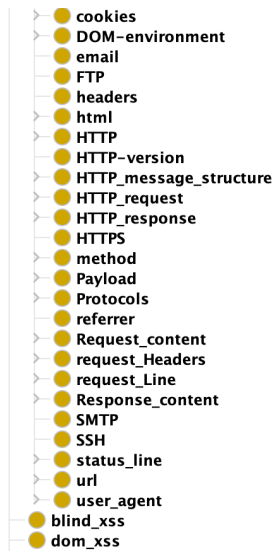 cookies
DOM-environment
email
FTP
headers
html
HTTP
HTTP-version
HTTP_message_structure
HTTP_request
HTTP_response
HTTPS
method
Payload
Protocols
referrer
Request_content
request_Headers
request_Line
Response_content
SMTP
SSH
status_line
url
user_agent
blind_xss
dom_xss